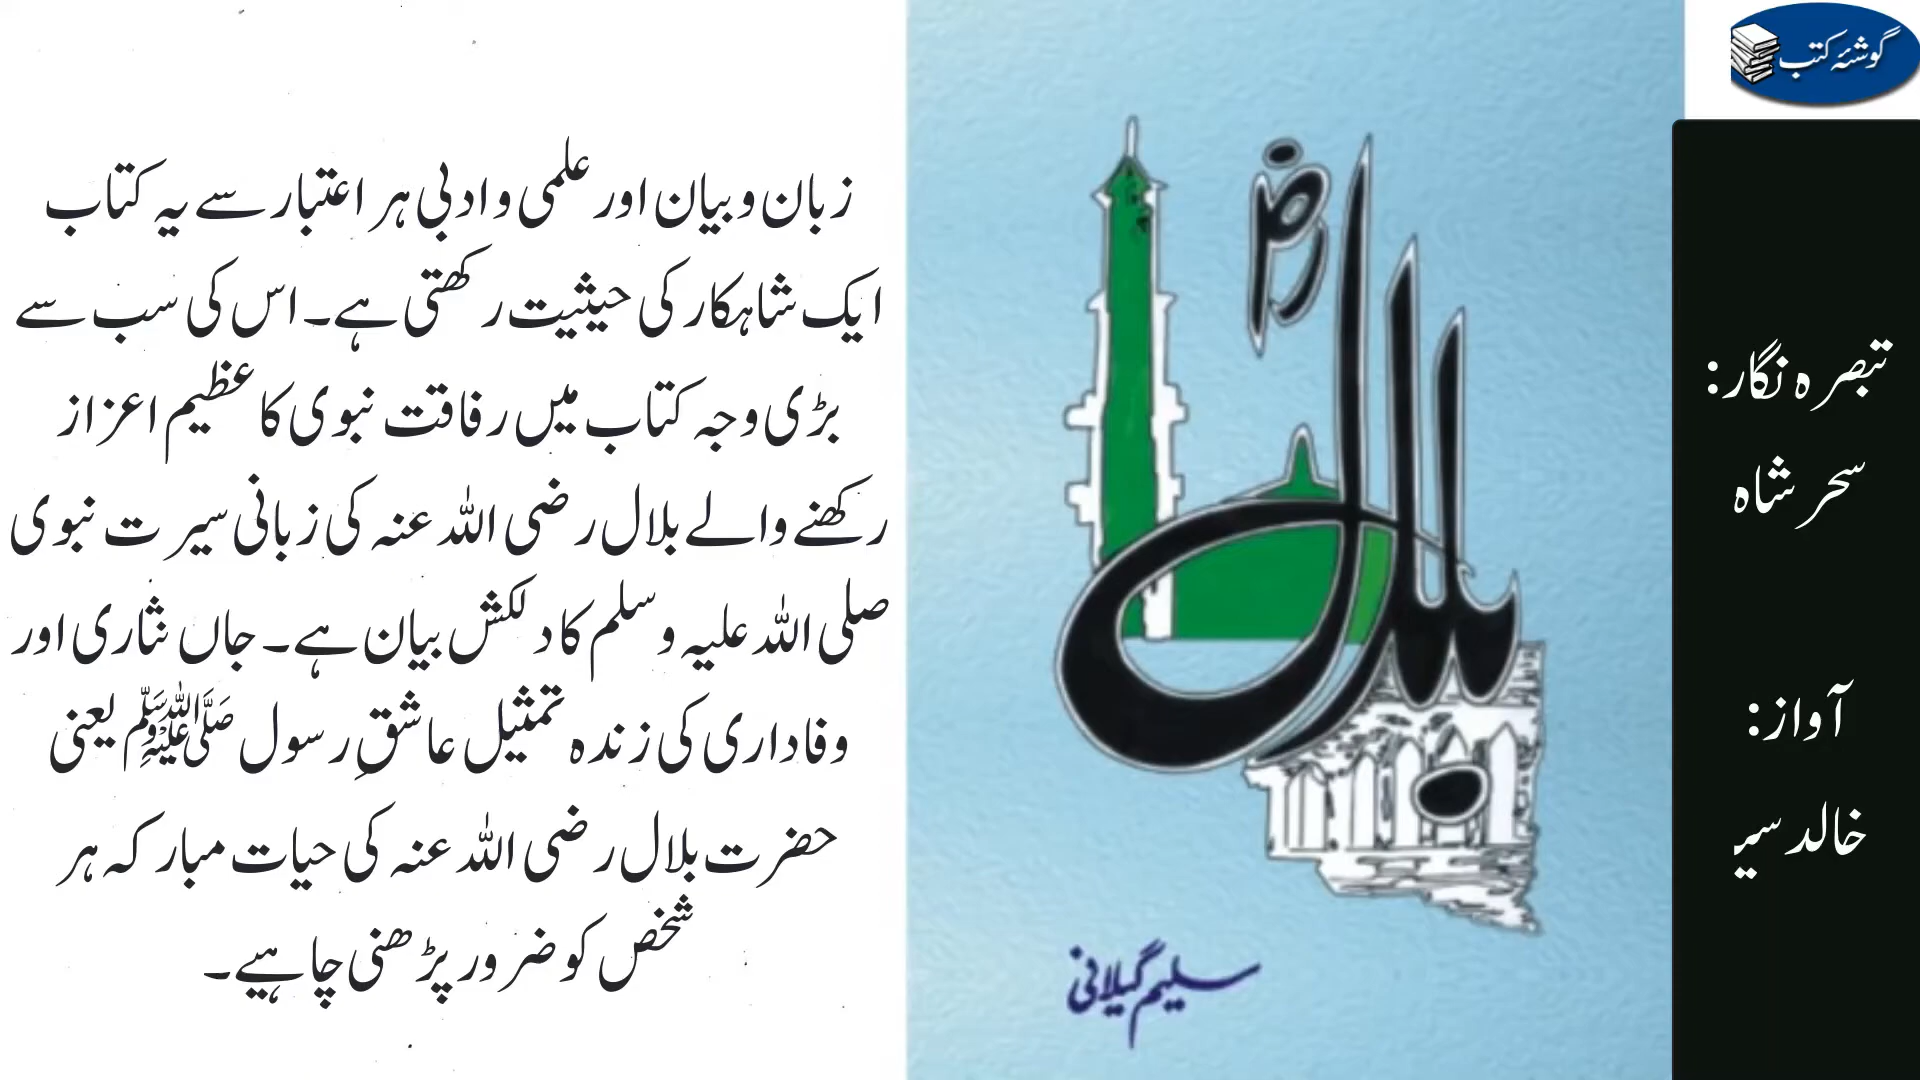 زبان و بیان اور علمی و ادبی ہر اعتبار سے یہ کتاب
ایک شاہکار کی حیثیت رکھتی ہے۔ اس کی سب سے
بڑی وجہ کتاب میں رفاقت نبوی کا عظیم اعزاز
رکھنے والے بلال رضی اللہ عنہ کی زبانی سیرت نبوی
صلی اللہ علیہ وسلم کا دلکش بیان ہے۔ جاں نثاری اور
وفاداری کی زندہ تمثیل عاشقِ رسول ﷺ یعنی
حضرت بلال رضی اللہ عنہ کی حیات مبارکہ ہر
شخص کو ضرور پڑھنی چاہیے۔
بلال رض
سلیم گیلانی
گوشۂ کتب
تبصرہ نگار:
سحر شاہ
آواز:
خالد سیر